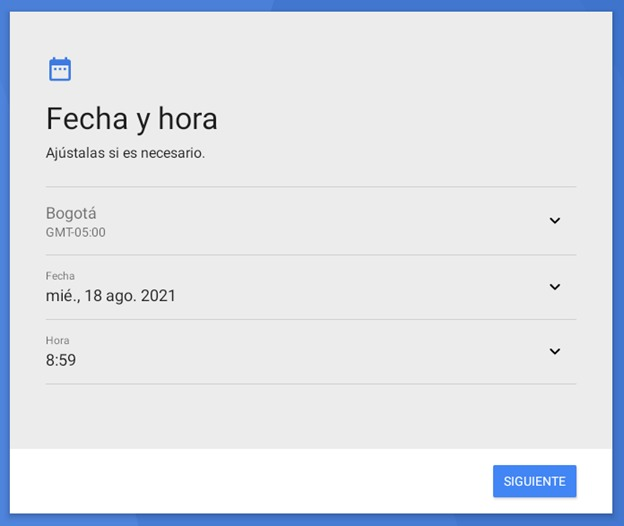 Fecha y hora
Ajústalas si es necesario.
Bogotá
GMT-05:00
Fecha
mié., 18 ago. 2021
Hora
8:59
SIGUIENTE